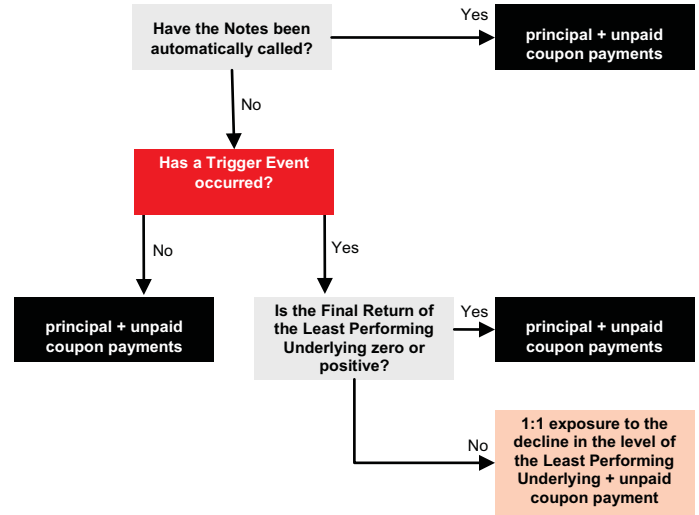 Have the Notes been
automatically called?
Yes
principal + unpaid
coupon payments
No
Has a Trigger Event
occurred?
No
Yes
principal + unpaid
coupon payments
Is the Final Return of
the Least Performing
Underlying zero or
positive?
Yes
principal + unpaid
coupon payments
No
1:1 exposure to the
decline in the level of
the Least Performing
Underlying + unpaid
coupon payment